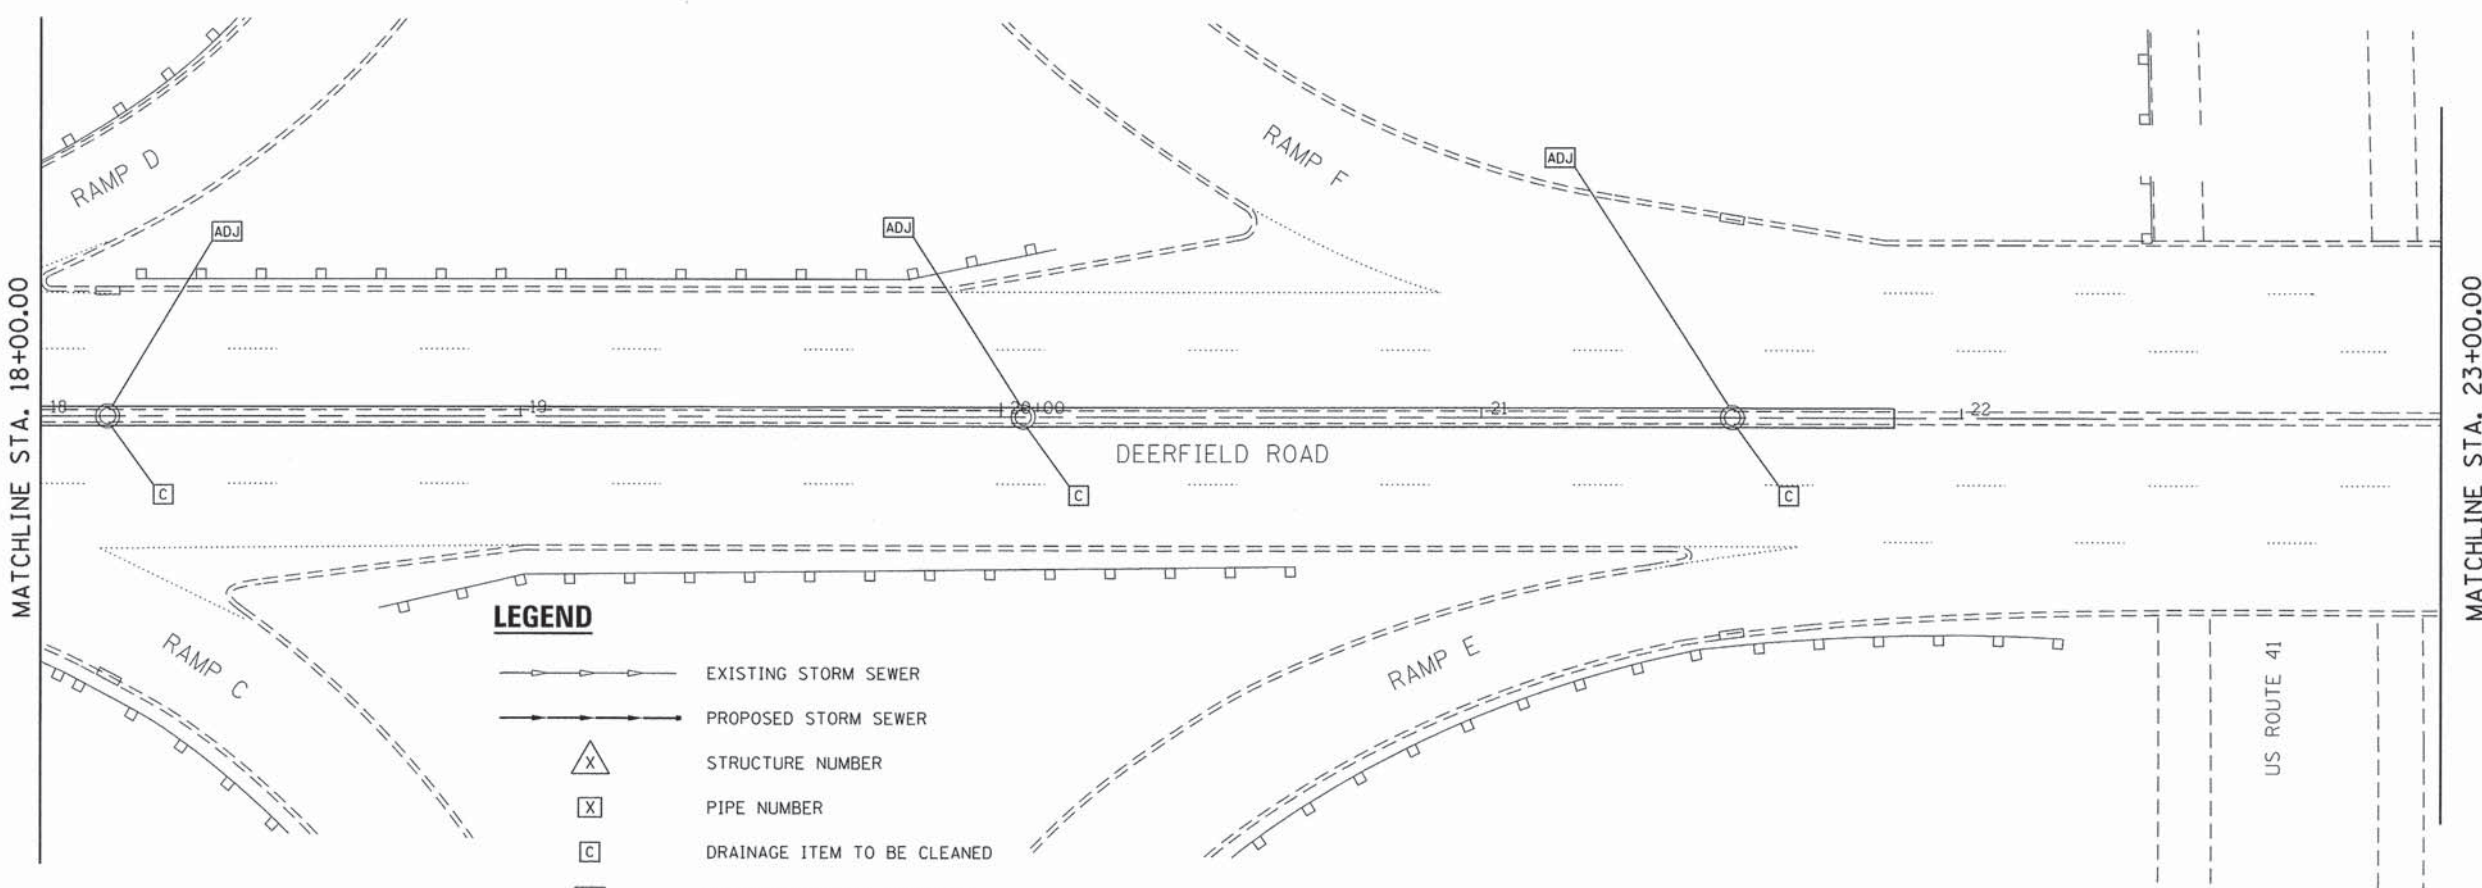 MATCHLINE STA. 18+00.00
RAMP D
ADJ
ADJ
RAMP F
ADJ
MATCHLINE STA. 23+00.00
18
19
20+00
21
22
DEERFIELD ROAD
C
C
C
RAMP C
RAMP E
US ROUTE 41
LEGEND
EXISTING STORM SEWER
PROPOSED STORM SEWER
X STRUCTURE NUMBER
X PIPE NUMBER
C DRAINAGE ITEM TO BE CLEANED